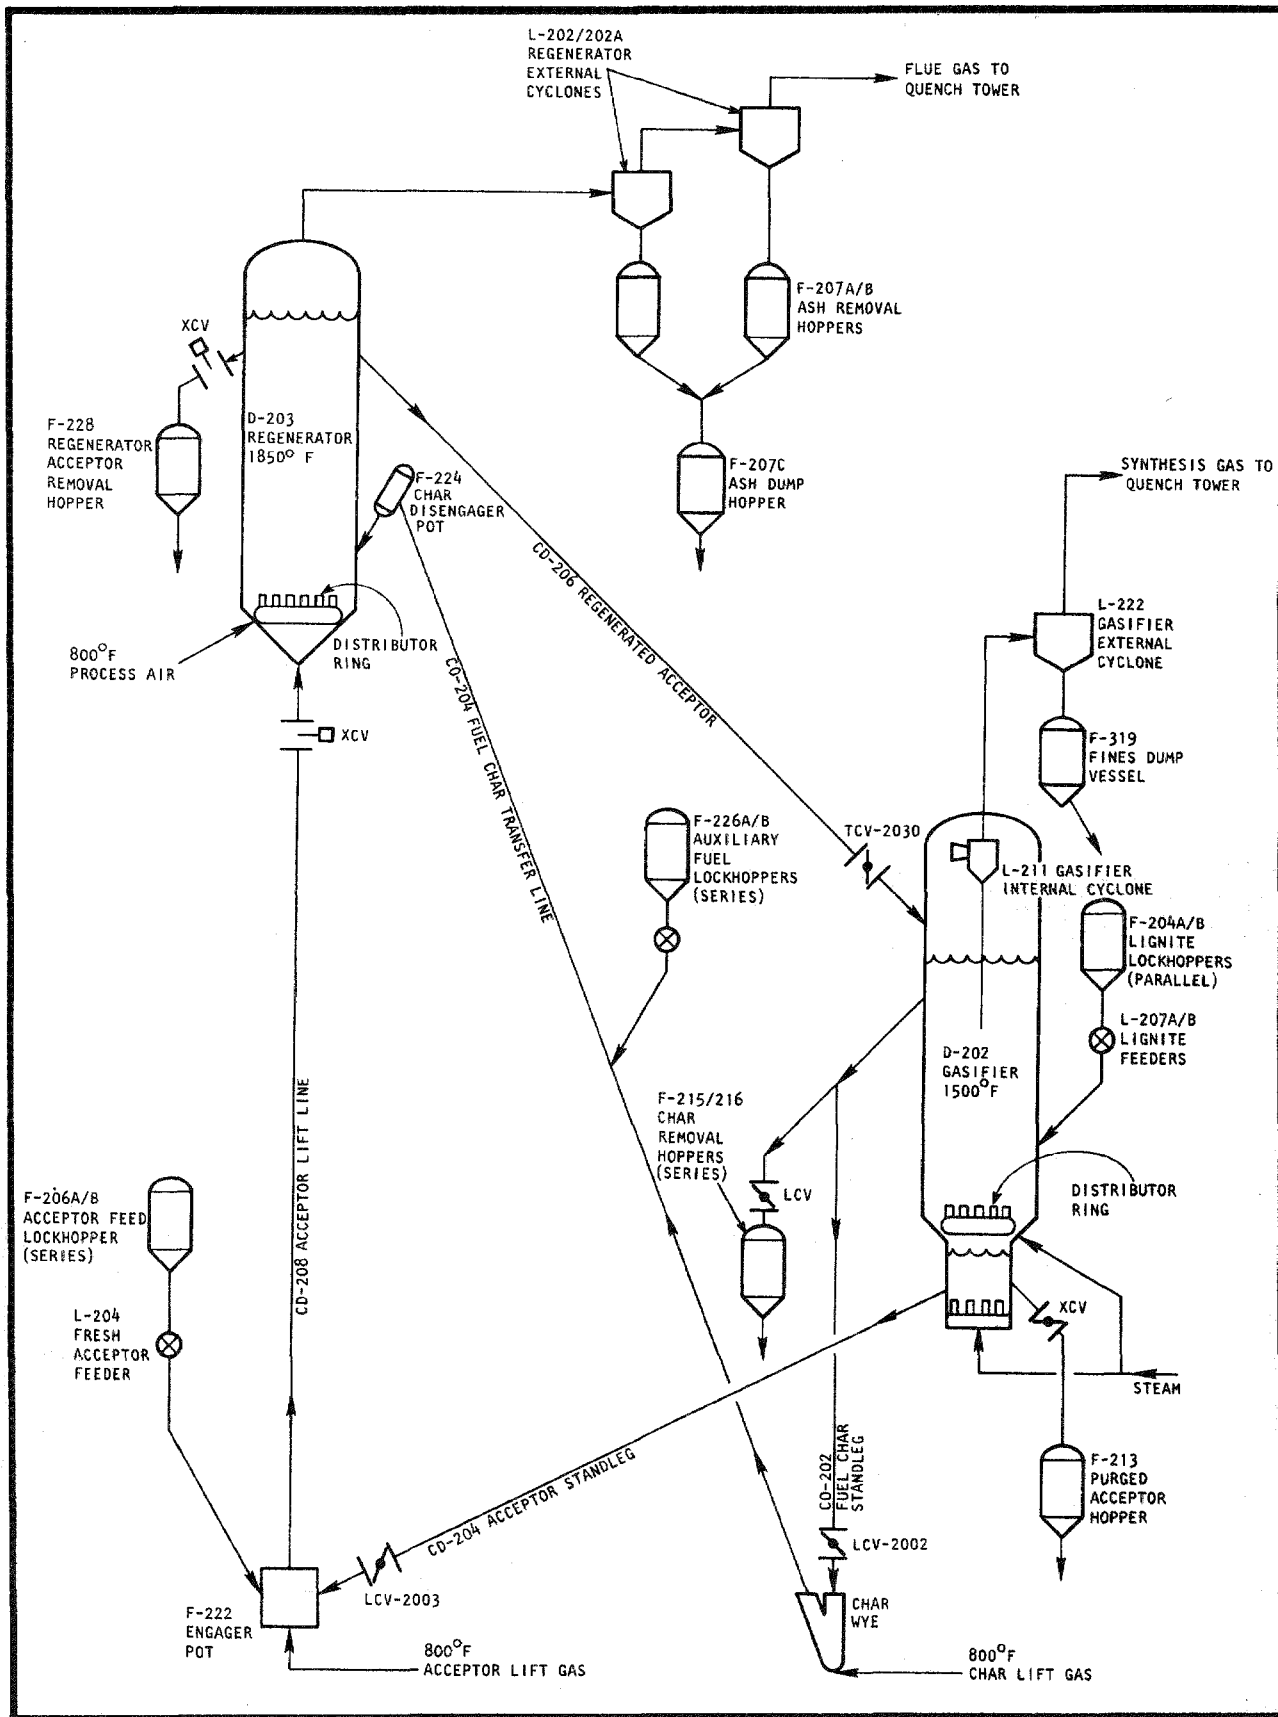 L-202/202A
REGENERATOR
EXTERNAL
CYCLONES
FLUE GAS TO
QUENCH TOWER
F-207A/B
ASH REMOVAL
HOPPERS
XCV
F-228
REGENERATOR
ACCEPTOR
REMOVAL
HOPPER
D-203
REGENERATOR
1850° F
F-224
CHAR
DISENGAGER
POT
F-207C
ASH DUMP
HOPPER
SYNTHESIS GAS TO
QUENCH TOWER
CD-206 REGENERATED ACCEPTOR
L-222
GASIFIER
EXTERNAL
CYCLONE
DISTRIBUTOR
RING
800°F
PROCESS AIR
CO-204 FUEL CHAR TRANSFER LINE
XCV
F-319
FINES DUMP
VESSEL
F-226A/B
AUXILIARY
FUEL
LOCKHOPPERS
(SERIES)
TCV-2030
L-211 GASIFIER
INTERNAL CYCLONE
F-204A/B
LIGNITE
LOCKHOPPERS
(PARALLEL)
L-207A/B
LIGNITE
FEEDERS
D-202
GASIFIER
1500°F
F-215/216
CHAR
REMOVAL
HOPPERS
(SERIES)
LCV
DISTRIBUTOR
RING
CD-208 ACCEPTOR LIFT LINE
F-206A/B
ACCEPTOR FEED
LOCKHOPPER
(SERIES)
L-204
FRESH
ACCEPTOR
FEEDER
XCV
STEAM
CD-204 ACCEPTOR STANDLEG
CO-202
FUEL CHAR
STANDLEG
F-213
PURGED
ACCEPTOR
HOPPER
LCV-2002
LCV-2003
CHAR
WYE
F-222
ENGAGER
POT
800°F
ACCEPTOR LIFT GAS
800°F
CHAR LIFT GAS